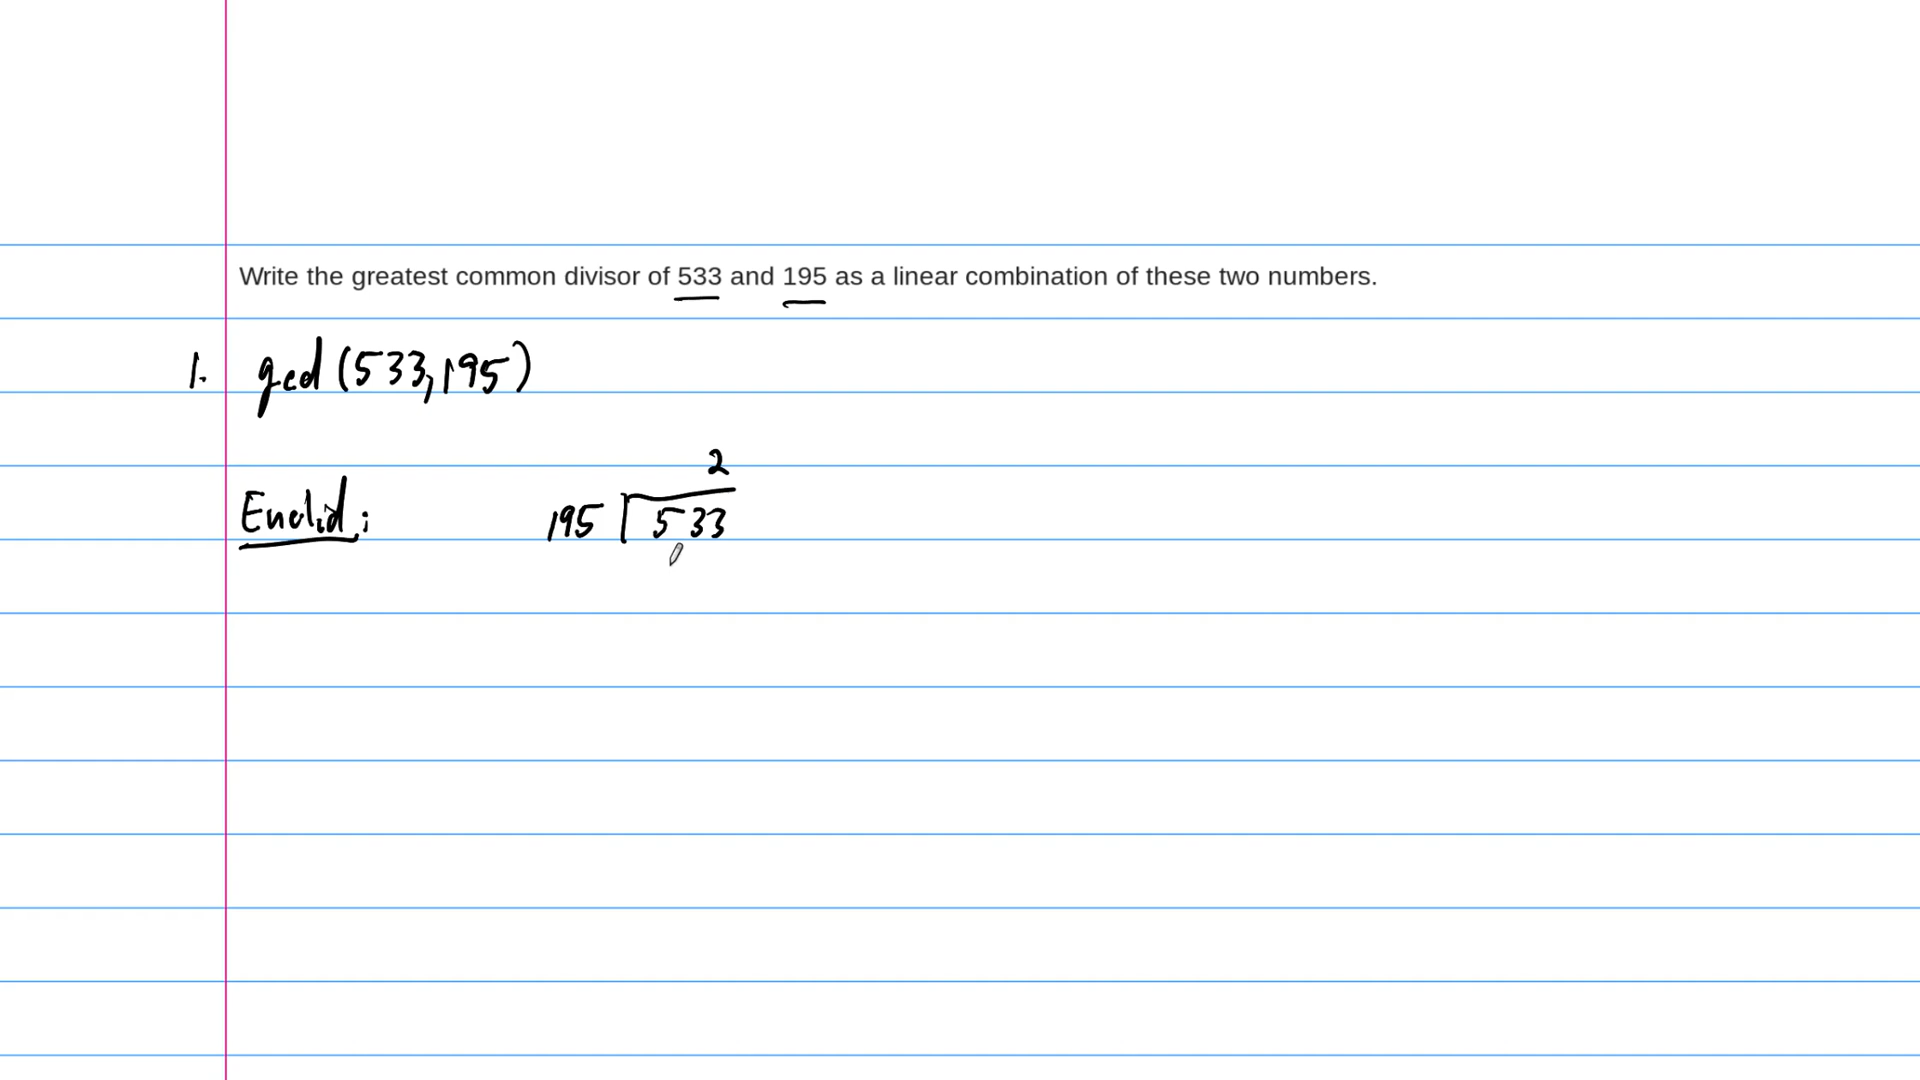 Write the greatest common divisor of 533 and 195 as a linear combination of these two numbers.
1. gcd (533,195)
2
Euclid: 195 533